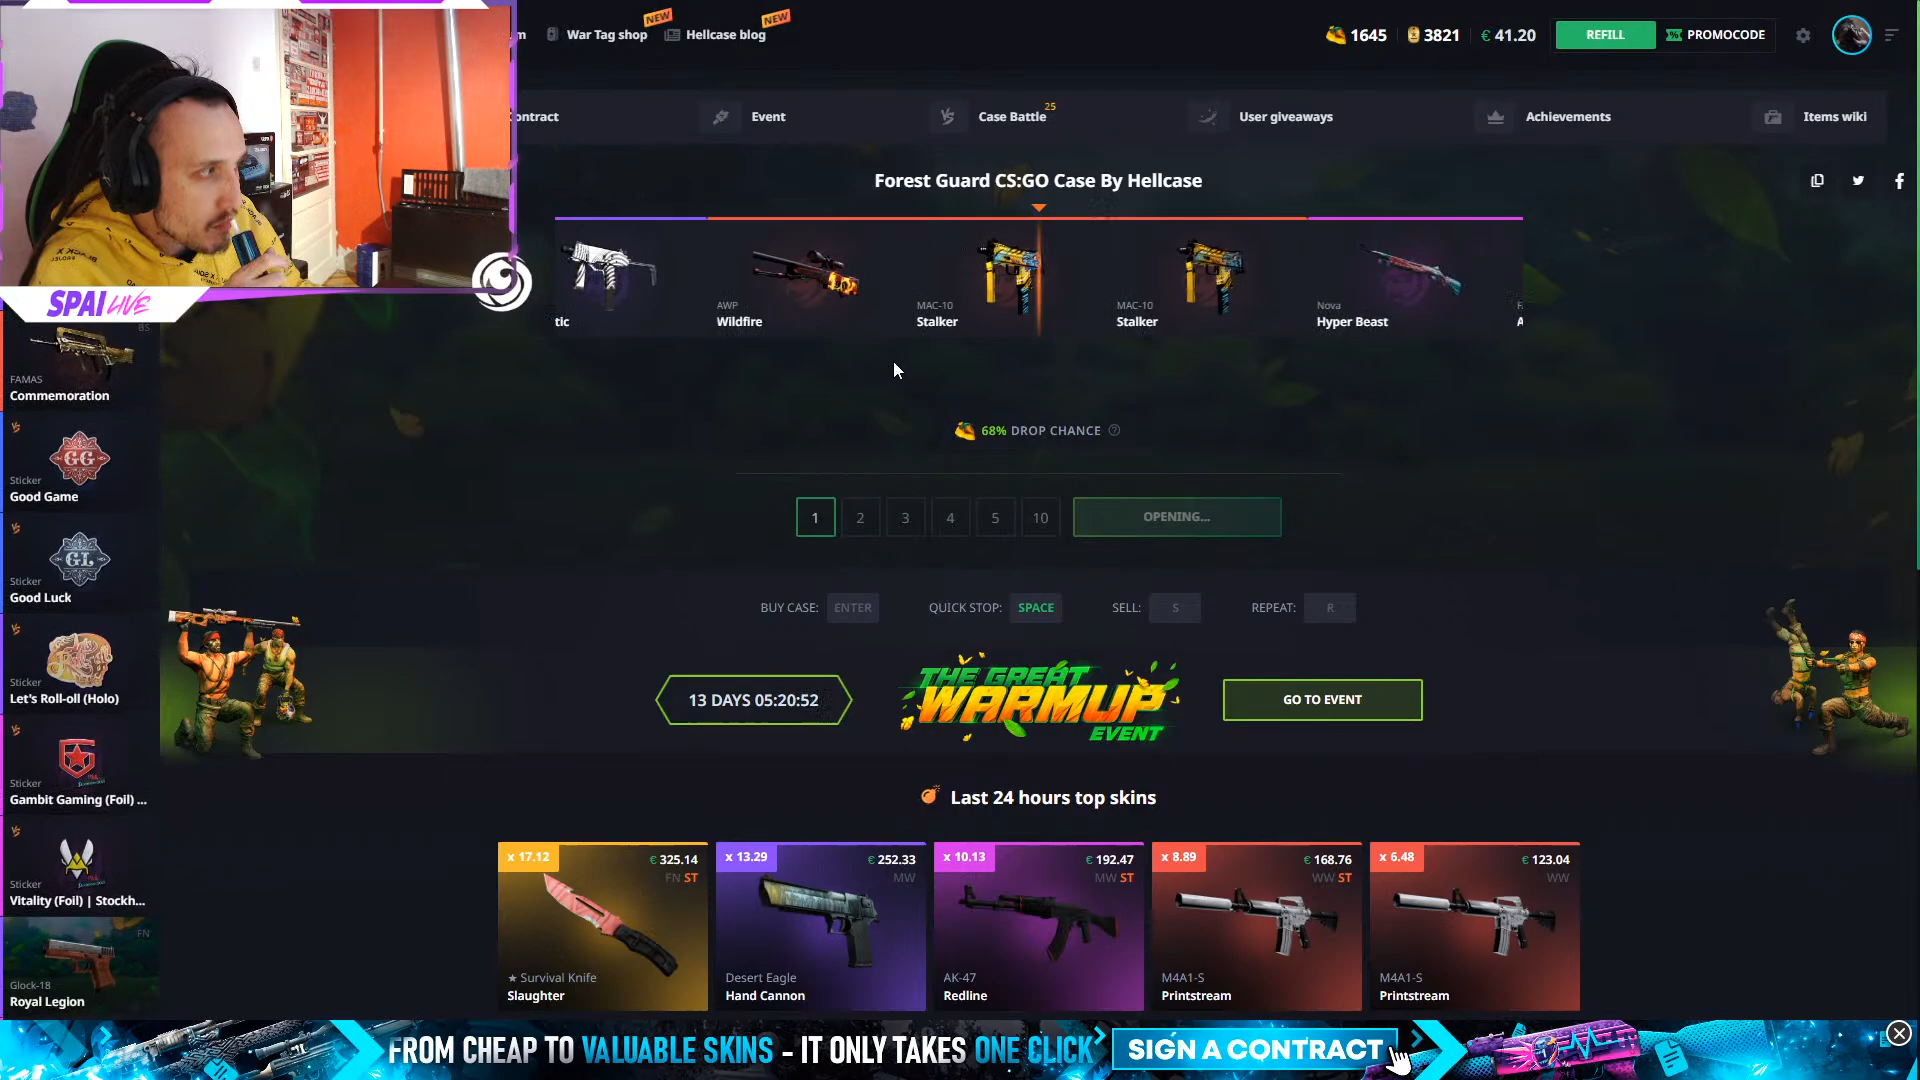 m
War Tag shop
NEW
Hellcase blog
NEW
1645
3821
€ 41.20
REFILL
% PROMOCODE
ontract
Event
Case Battle
25
User giveaways
Achievements
Items wiki
Forest Guard CS:GO Case By Hellcase
tic
AWP
Wildfire
MAC-10
Stalker
MAC-10
Stalker
Nova
Hyper Beast
SPAI LIVE
68% DROP CHANCE
1
2
3
4
5
10
OPENING...
BUY CASE:
ENTER
QUICK STOP:
SPACE
SELL:
S
REPEAT:
R
13 DAYS 05:20:52
THE GREAT
WARMUP
EVENT
GO TO EVENT
BS
FAMAS
Commemoration
GG
Sticker
Good Game
GL
Sticker
Good Luck
Sticker
Let's Roll-oll (Holo)
Sticker
Gambit Gaming (Foil) ...
Sticker
Vitality (Foil) | Stockh...
FN
Glock-18
Royal Legion
Last 24 hours top skins
x 17.12
€ 325.14
FN ST
★ Survival Knife
Slaughter
x 13.29
€ 252.33
MW
Desert Eagle
Hand Cannon
x 10.13
€ 192.47
MW ST
AK-47
Redline
x 8.89
€ 168.76
WW ST
M4A1-S
Printstream
x 6.48
€ 123.04
WW
M4A1-S
Printstream
FROM CHEAP TO VALUABLE SKINS - IT ONLY TAKES ONE CLICK
SIGN A CONTRACT